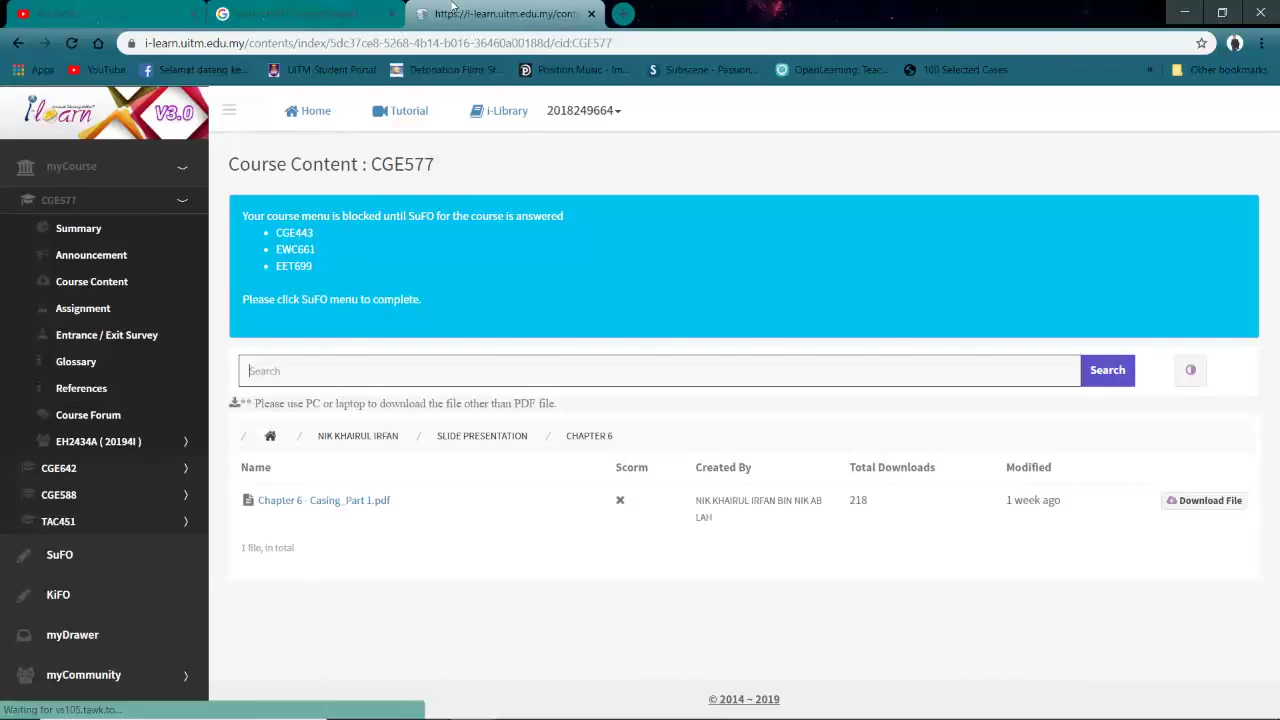 YouTube
https://i-learn.uitm.edu.my/cont
i-learn.uitm.edu.my/contents/index/5dc37ce8-5268-4b14-b016-36460a00188d/cid:CGE577
Apps YouTube Selamat datang ke... UiTM Student Portal Detonation Films St... Position Music - Im... Subscene - Passion... OpenLearning, Teac... 100 Selected Cases » Other bookmarks
i-Learn V3.0
Home Tutorial i-Library 2018249664
myCourse
CGE577
Summary
Announcement
Course Content
Assignment
Entrance / Exit Survey
Glossary
References
Course Forum
EH2434A ( 20194I )
CGE642
CGE588
TAC451
SuFO
KiFO
myDrawer
myCommunity
Course Content : CGE577
Your course menu is blocked until SuFO for the course is answered
• CGE443
• EWC661
• EET699
Please click SuFO menu to complete.
Search Search
** Please use PC or laptop to download the file other than PDF file.
/ / NIK KHAIRUL IRFAN / SLIDE PRESENTATION / CHAPTER 6
Name Scorm Created By Total Downloads Modified
Chapter 6 - Casing_Part 1.pdf NIK KHAIRUL IRFAN BIN NIK AB 218 1 week ago Download File
LAH
1 file, in total
© 2014 ~ 2019
Waiting for vs105.tawk.to...